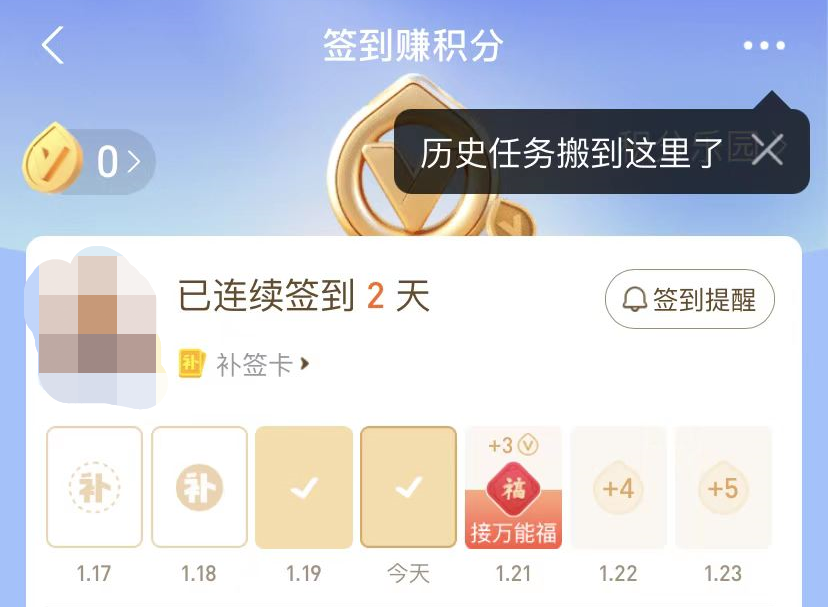 签到赚积分
历史任务搬到这里了
0
已连续签到 2 天
签到提醒
补 补签卡
补 补 +3 +4 +5
福
接万能福
1.17 1.18 1.19 今天 1.21 1.22 1.23